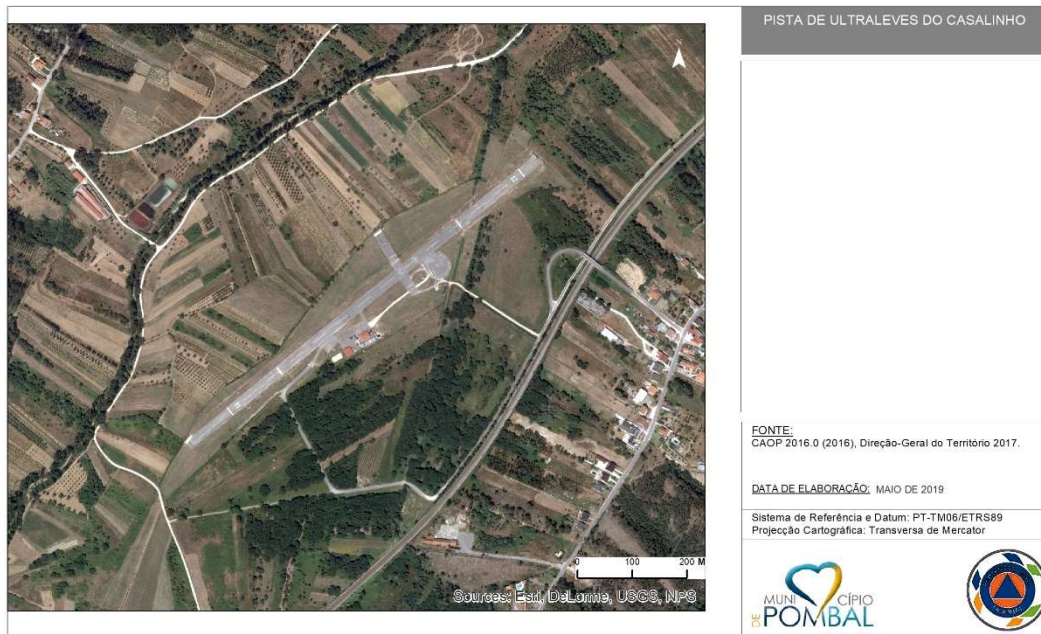 PISTA DE ULTRALEVES DO CASALINHO
FONTE:
CAOP 2016.0 (2016), Direção-Geral do Território 2017.
DATA DE ELABORAÇÃO: MAIO DE 2019
Sistema de Referência e Datum: PT-TM06/ETRS89
Projecção Cartográfica: Transversa de Mercator
0 100 200 M
Sources: Esri, DeLorme, USGS, NPS
MUNICÍPIO
DE POMBAL